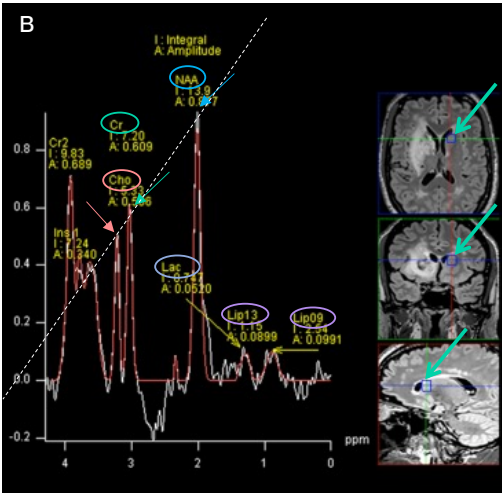 B
I : Integral
A: Amplitude
NAA
I : 13.9
A:
Cr
I : 7.20
A: 0.609
Cr2
I : 9.83
A: 0.689
Cho
I :
A:
Ins
I : 7.24
A: 0.340
Lac
I :
A: 0.0520
Lip13
I : 1.15
A: 0.0899
Lip09
I :
A: 0.0991
0.8
0.6
0.4
0.2
0.0
-0.2
4 3 2 1 0
ppm